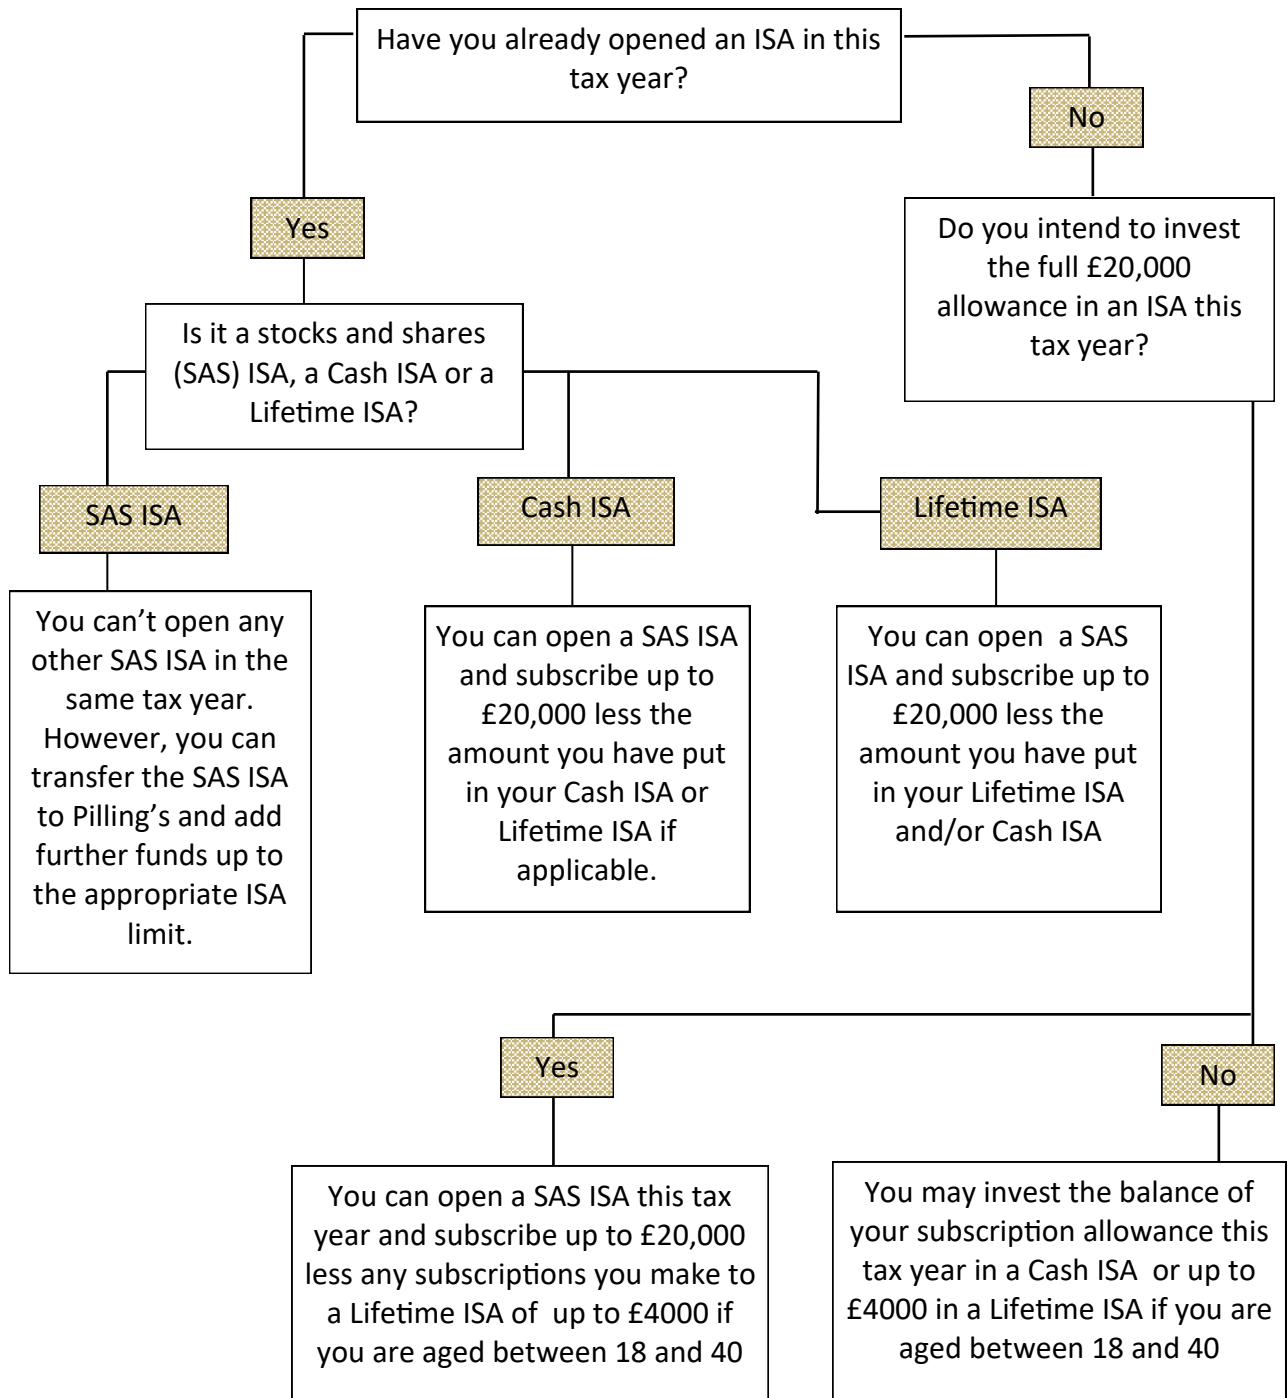 Have you already opened an ISA in this
tax year?
No
Yes
Do you intend to invest
the full £20,000
allowance in an ISA this
tax year?
Is it a stocks and shares
(SAS) ISA, a Cash ISA or a
Lifetime ISA?
SAS ISA
Cash ISA
Lifetime ISA
You can’t open any
other SAS ISA in the
same tax year.
However, you can
transfer the SAS ISA
to Pilling’s and add
further funds up to
the appropriate ISA
limit.
You can open a SAS ISA
and subscribe up to
£20,000 less the
amount you have put
in your Cash ISA or
Lifetime ISA if
applicable.
You can open  a SAS
ISA and subscribe up to
£20,000 less the
amount you have put
in your Lifetime ISA
and/or Cash ISA
Yes
No
You can open a SAS ISA this tax
year and subscribe up to £20,000
less any subscriptions you make to
a Lifetime ISA of  up to £4000 if
you are aged between 18 and 40
You may invest the balance of
your subscription allowance this
tax year in a Cash ISA  or up to
£4000 in a Lifetime ISA if you are
aged between 18 and 40